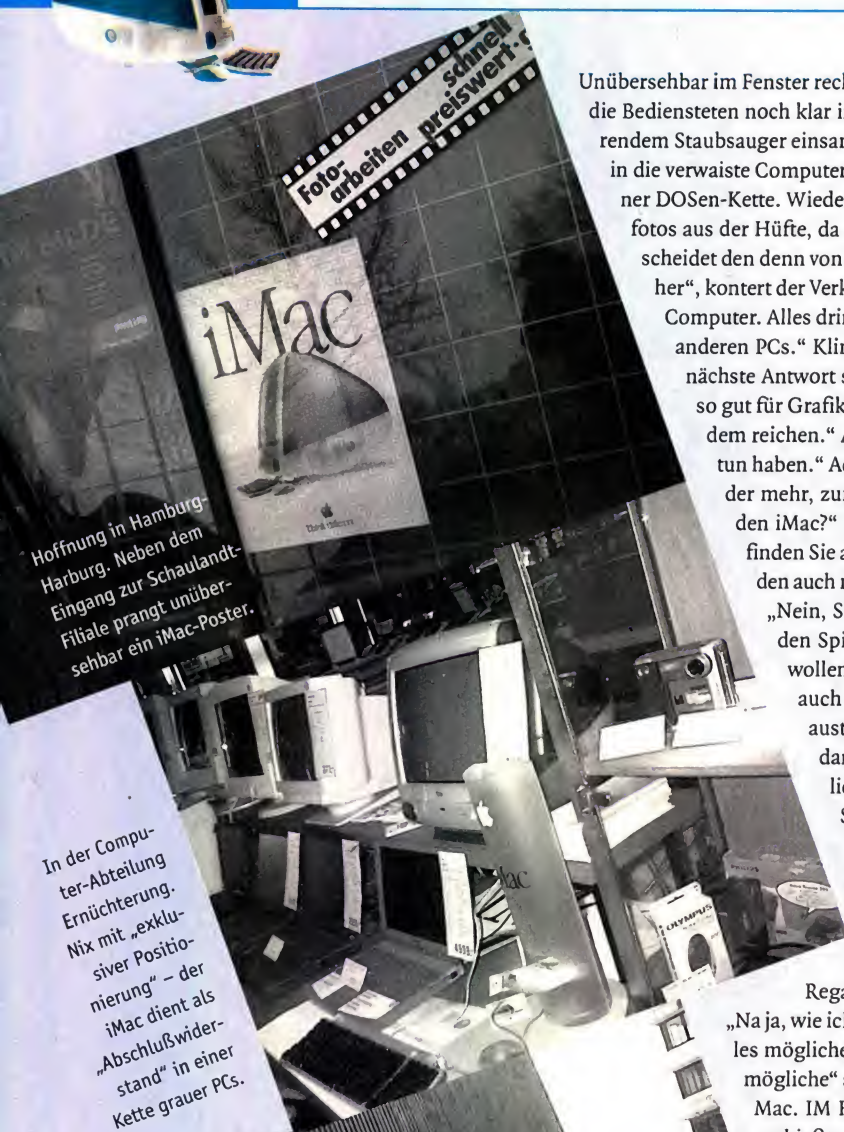 schnell
Foto-
arbeiten preiswert
iMac
Think different.
Hoffnung in Hamburg-
Harburg. Neben dem
Eingang zur Schaulandt-
Filiale prangt unüber-
sehbar ein iMac-Poster.
In der Compu-
ter-Abteilung
Ernüchterung.
Nix mit „exklu-
siver Positio-
nierung“ – der
iMac dient als
„Abschlußwider-
stand“ in einer
Kette grauer PCs.
OLYMPUS
Unübersehbar im Fenster
die Bediensteten noch klar
rendem Staubsauger
in die verwaiste Computer
ner DOSen-Kette. Wiede
fotos aus der Hüfte, da
scheidet den denn von
her“, kontert der Verk
Computer. Alles drin
anderen PCs.“
nächste Antwort
so gut für Grafik
dem reichen.“
tun haben.“
der mehr,
den iMac?“
finden Sie
den auch
„Nein,
den Spi
wollen
auch
aust
dar
lie
Rega
„Na ja, wie ich
les mögliche
mögliche“
Mac. IM